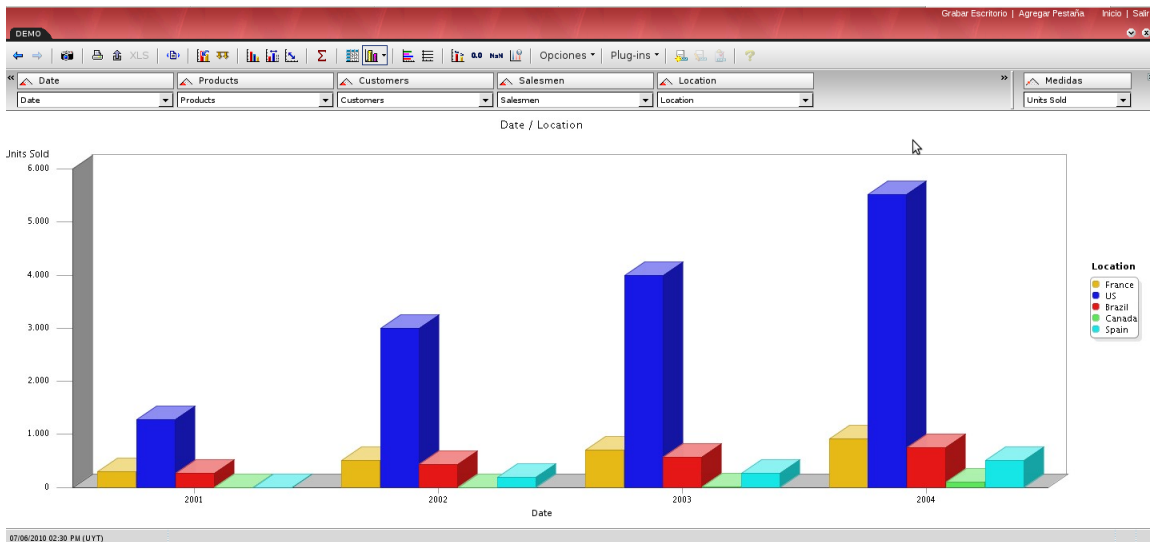 Grabar Escritorio | Agregar Pestaña Inicio | Salir
DEMO
XLS Σ 0.0 NaN Opciones Plug-ins ?
« Date Products Customers Salesmen Location » Medidas
Date Products Customers Salesmen Location Units Sold
Date / Location
Units Sold
6.000
5.000
4.000
3.000
2.000
1.000
0
2001 2002 2003 2004
Date
Location
France
US
Brazil
Canada
Spain
07/06/2010 02:30 PM (UYT)